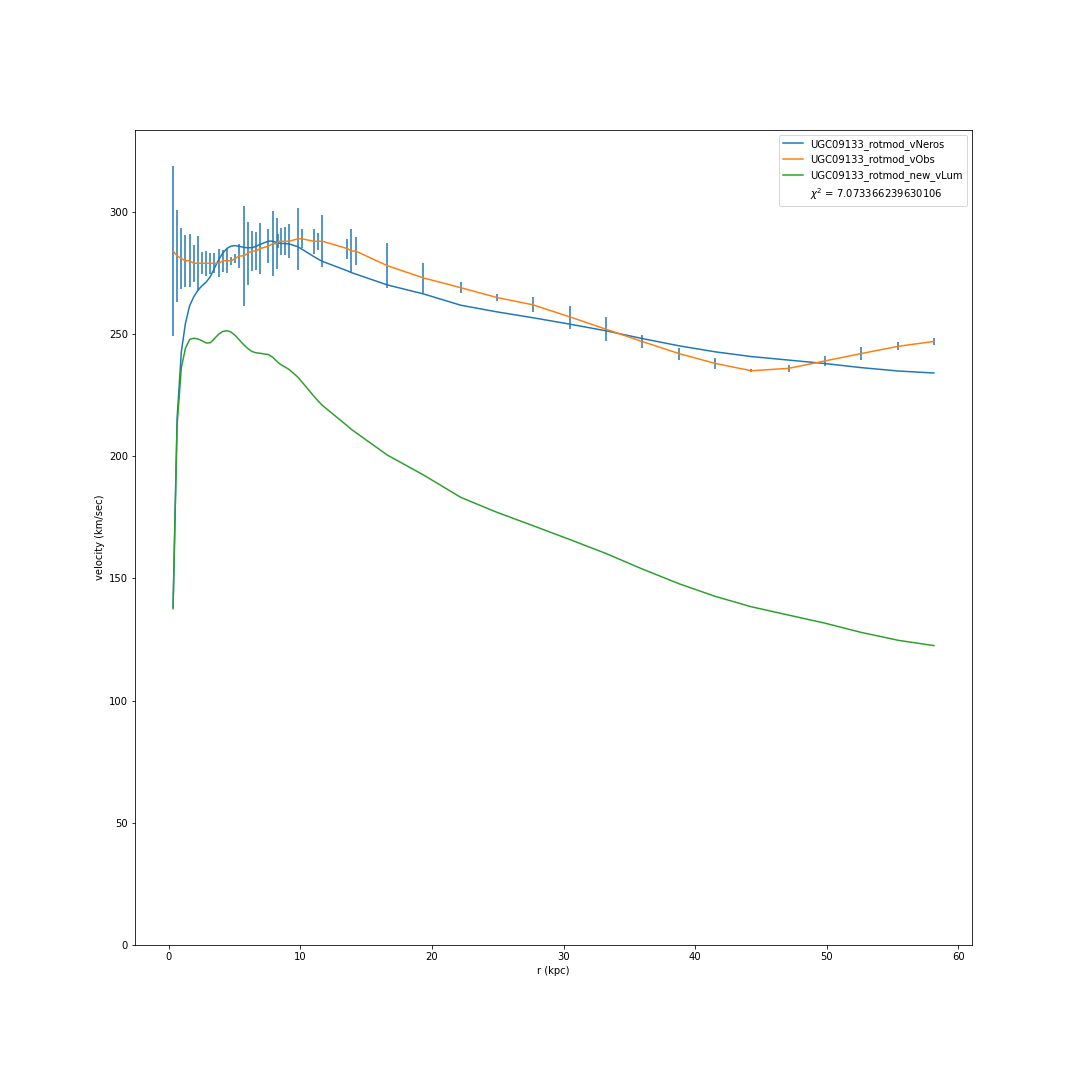 UGC09133_rotmod_vNeros
UGC09133_rotmod_vObs
UGC09133_rotmod_new_vLum
χ² = 7.073366239630106
300
250
200
150
100
50
0
velocity (km/sec)
0 10 20 30 40 50 60
r (kpc)